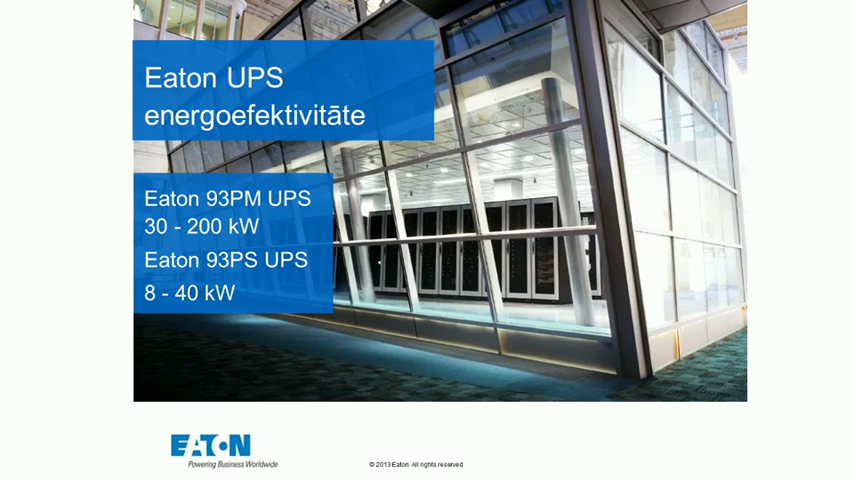 Eaton UPS
energoefektivitāte
Eaton 93PM UPS
30 - 200 kW
Eaton 93PS UPS
8 - 40 kW
EATON
Powering Business Worldwide
© 2013 Eaton. All rights reserved